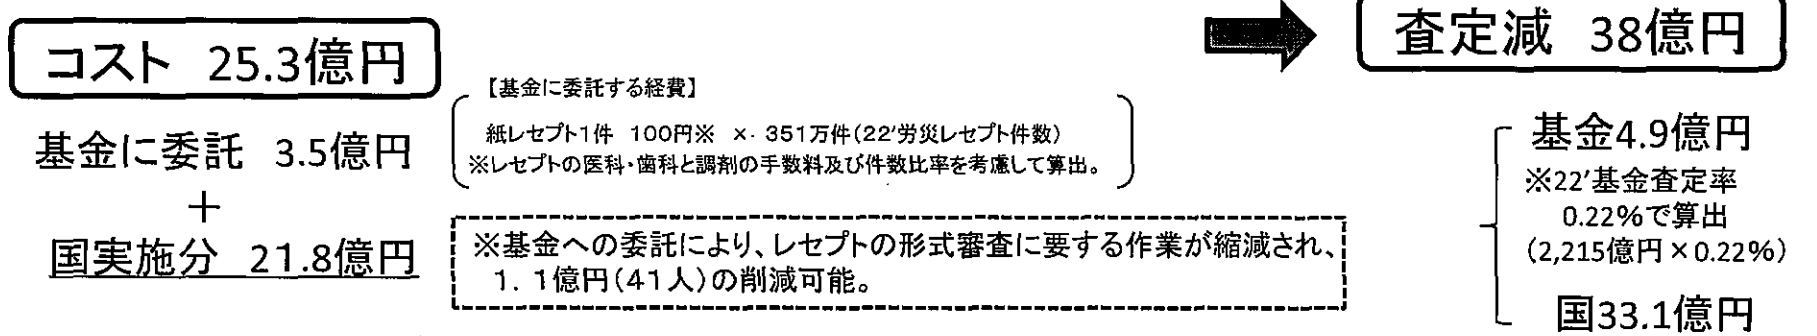 コスト 25.3億円
基金に委託 3.5億円
+
国実施分 21.8億円
【基金に委託する経費】
紙レセプト1件 100円※ ×・351万件(22'労災レセプト件数)
※レセプトの医科・歯科と調剤の手数料及び件数比率を考慮して算出。
※基金への委託により、レセプトの形式審査に要する作業が縮減され、
1.1億円(41人)の削減可能。
査定減 38億円
基金4.9億円
※22'基金査定率
0.22%で算出
(2,215億円×0.22%)
国33.1億円